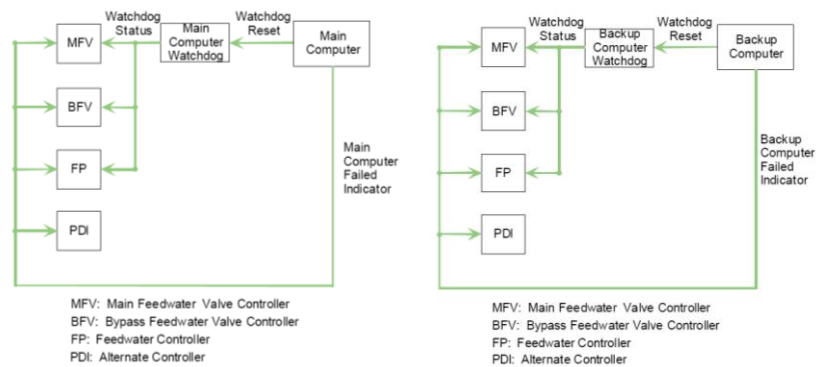 Watchdog
Status
Main
Computer
Watchdog
Watchdog
Reset
Main
Computer
MFV
BFV
FP
PDI
Main
Computer
Failed
Indicator
MFV: Main Feedwater Valve Controller
BFV: Bypass Feedwater Valve Controller
FP: Feedwater Controller
PDI: Alternate Controller
Watchdog
Status
Backup
Computer
Watchdog
Watchdog
Reset
Backup
Computer
MFV
BFV
FP
PDI
Backup
Computer
Failed
Indicator
MFV: Main Feedwater Valve Controller
BFV: Bypass Feedwater Valve Controller
FP: Feedwater Controller
PDI: Alternate Controller